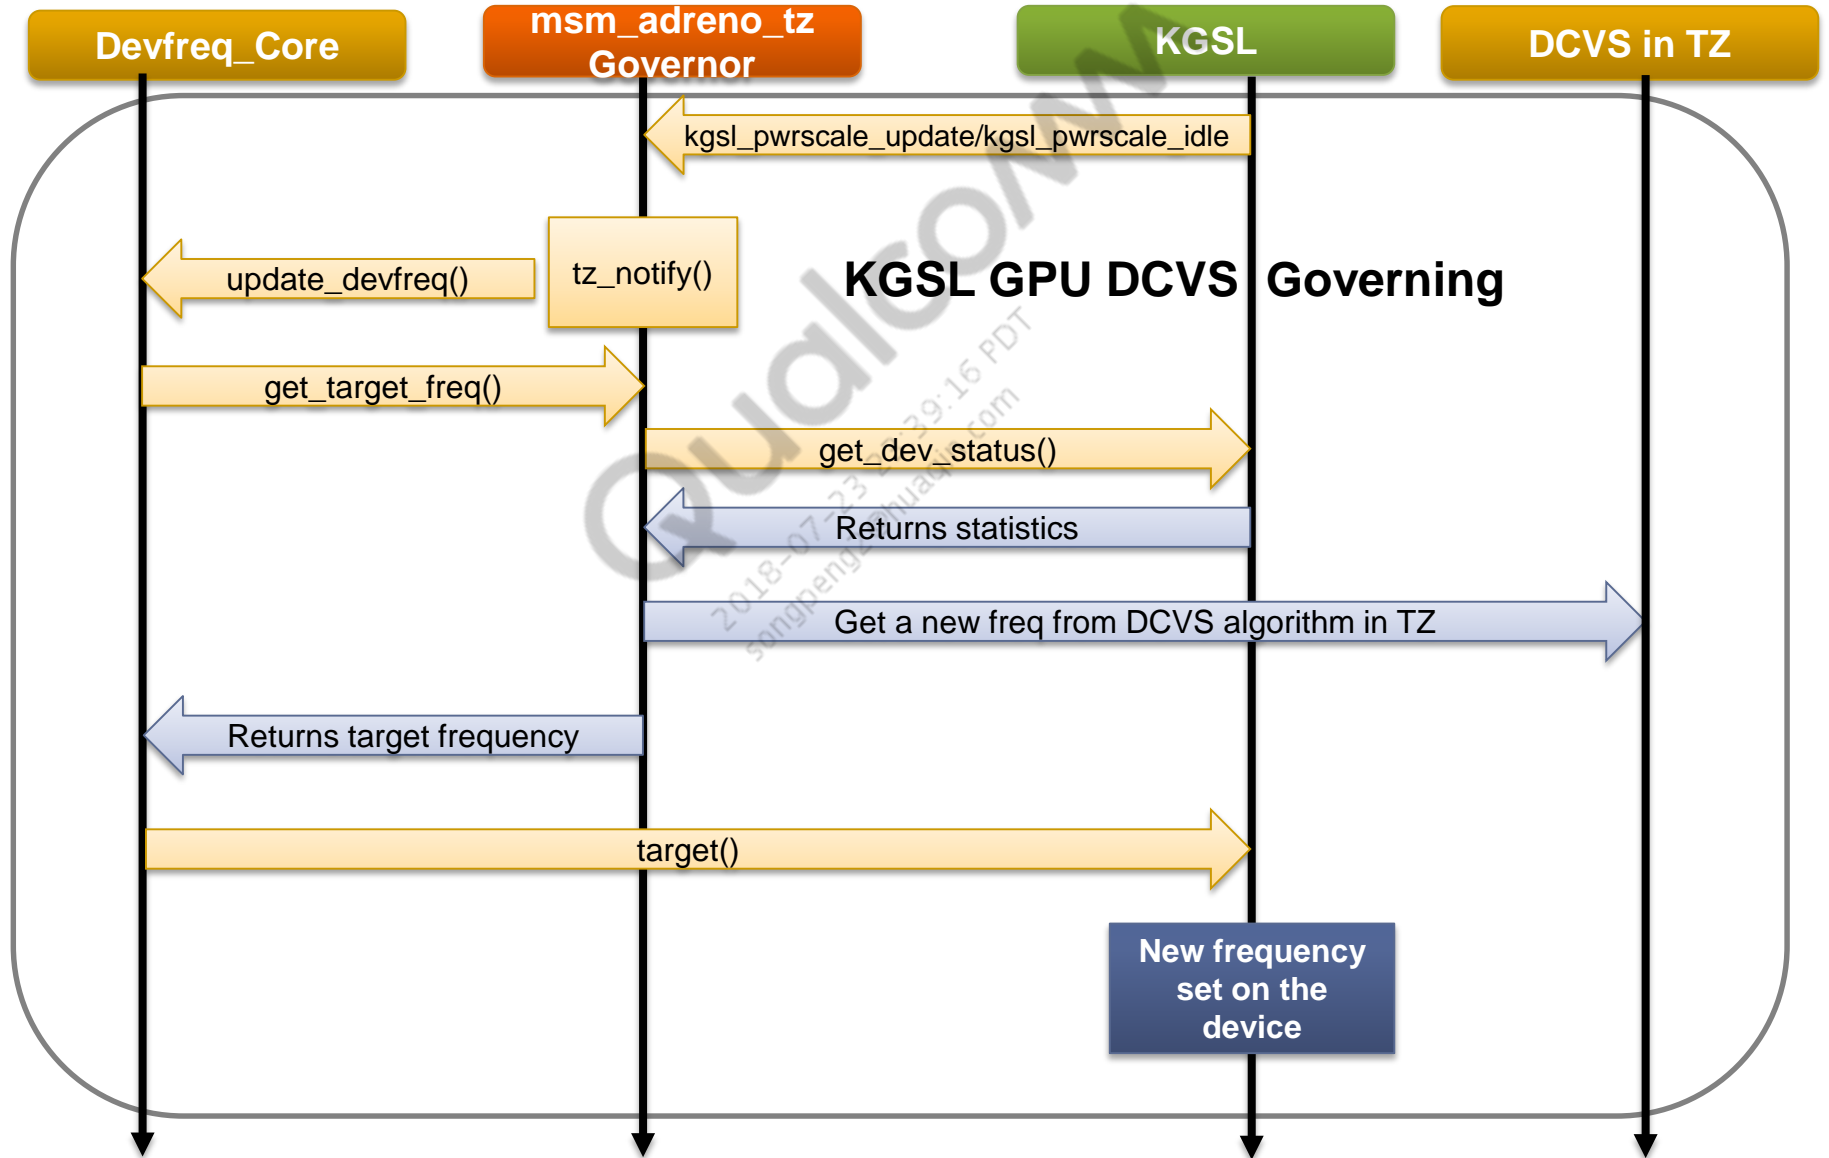 Devfreq_Core
msm_adreno_tz
Governor
KGSL
DCVS in TZ
kgsl_pwrscale_update/kgsl_pwrscale_idle
update_devfreq()
tz_notify()
KGSL GPU DCVS Governing
get_target_freq()
get_dev_status()
Returns statistics
Get a new freq from DCVS algorithm in TZ
Returns target frequency
target()
New frequency
set on the
device
Qualcomm